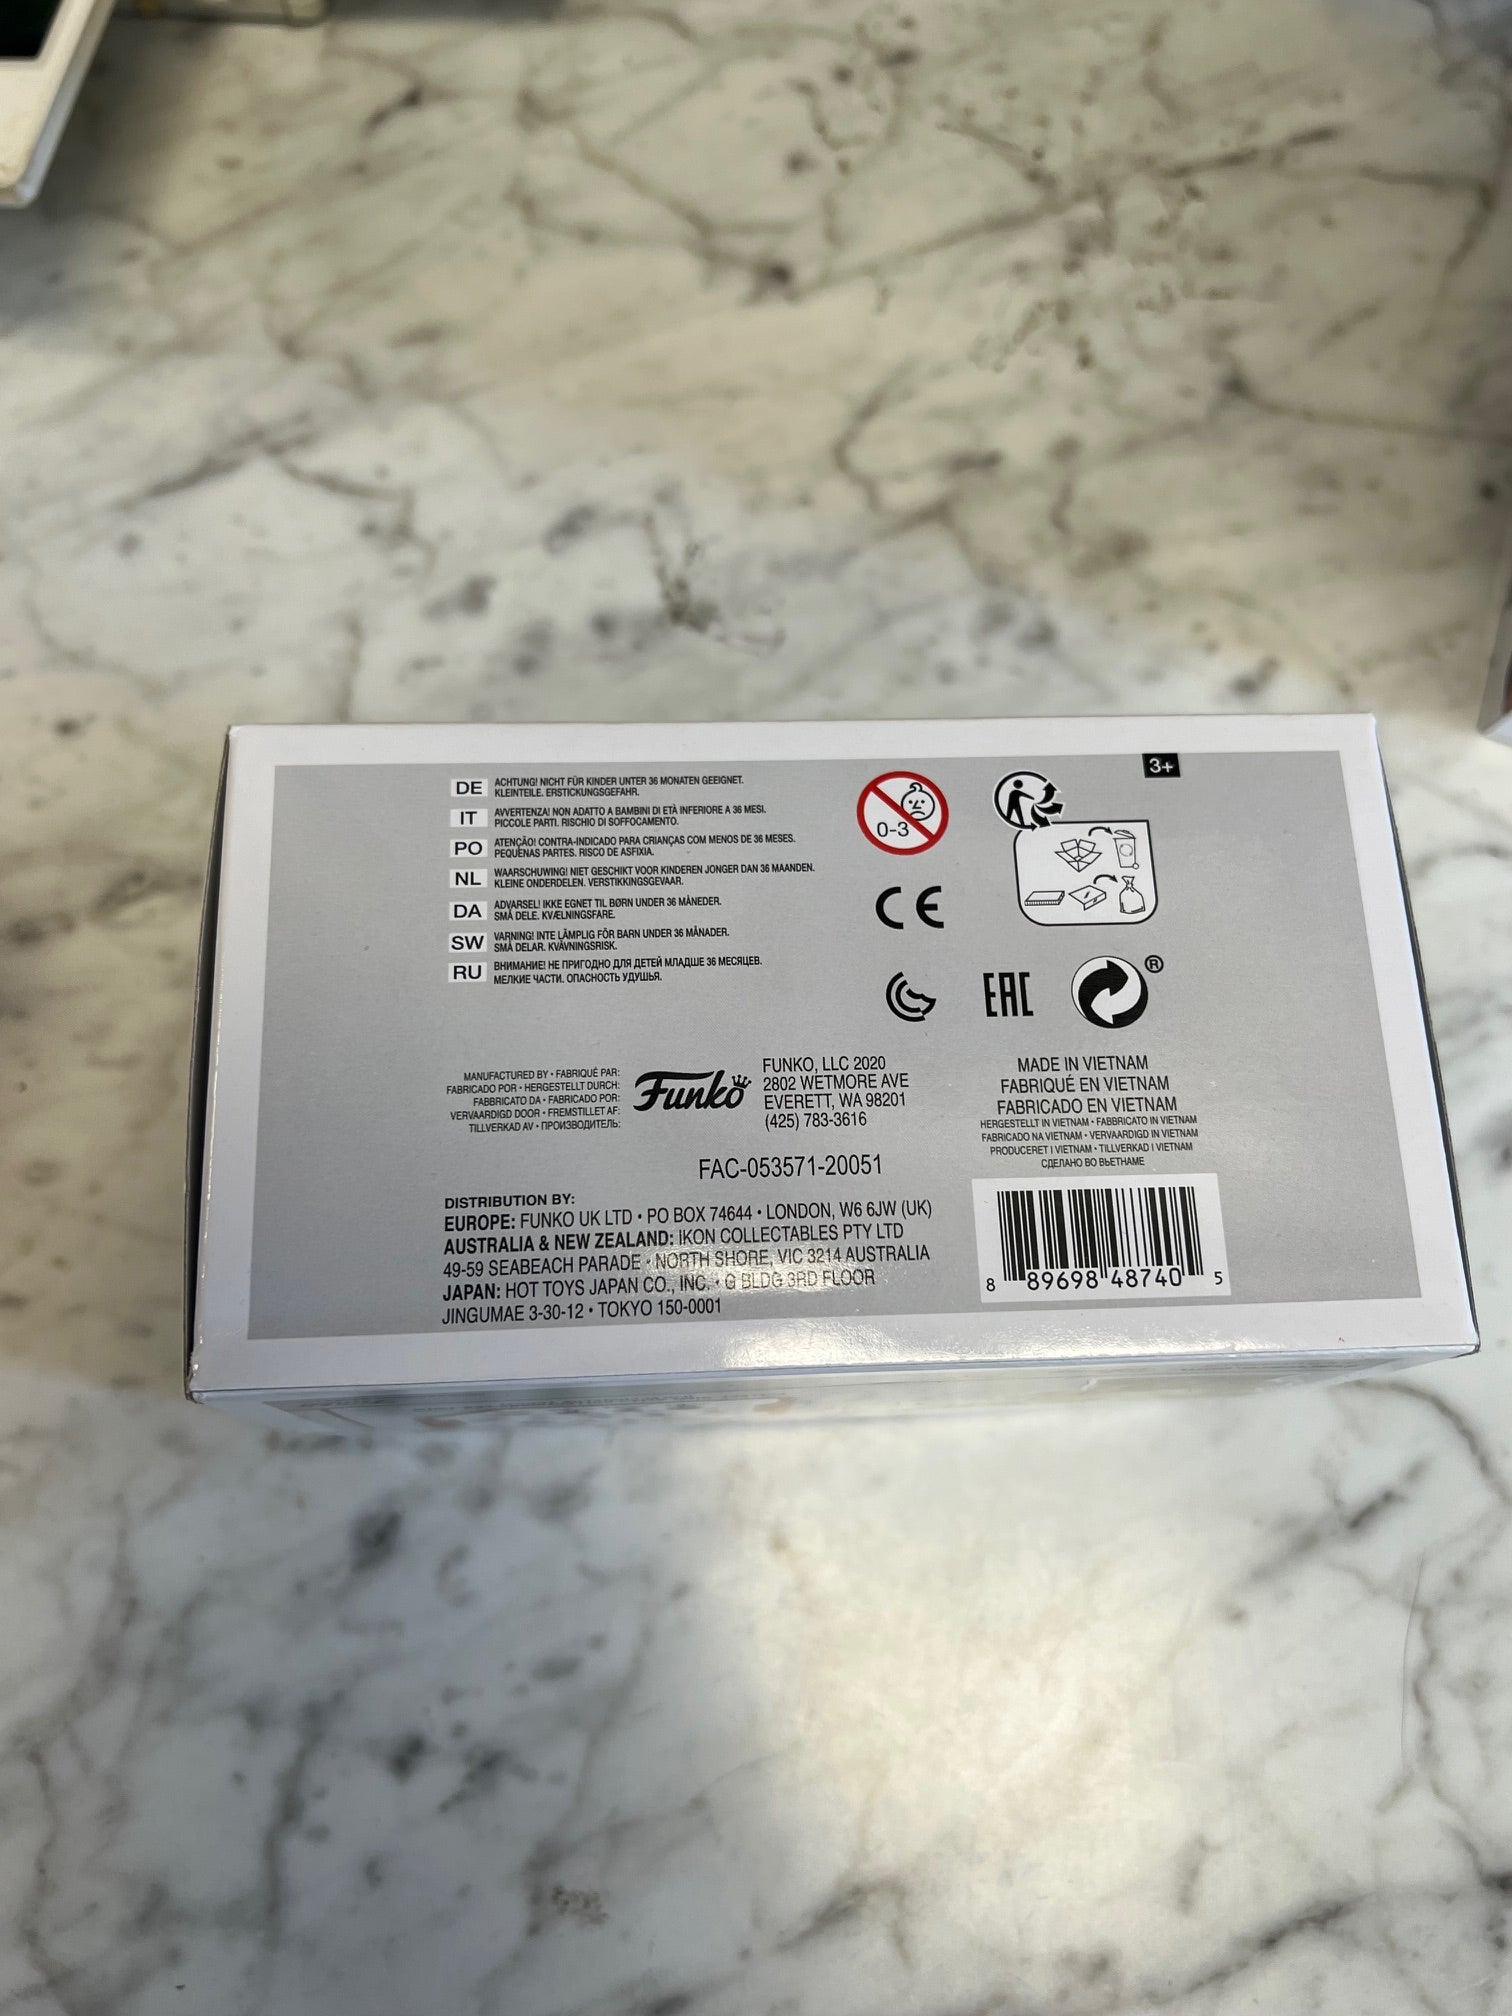 DE ACHTUNG! NICHT FÜR KINDER UNTER 36 MONATEN GEEIGNET.
KLEINTEILE. ERSTICKUNGSGEFAHR.
IT AVVERTENZA! NON ADATTO A BAMBINI DI ETÀ INFERIORE A 36 MESI.
PICCOLE PARTI. RISCHIO DI SOFFOCAMENTO.
PO ATENÇÃO! CONTRA-INDICADO PARA CRIANÇAS COM MENOS DE 36 MESES.
PEQUENAS PARTES. RISCO DE ASFIXIA.
NL WAARSCHUWING! NIET GESCHIKT VOOR KINDEREN JONGER DAN 36 MAANDEN.
KLEINE ONDERDELEN. VERSTIKKINGSGEVAAR.
DA ADVARSEL! IKKE EGNET TIL BØRN UNDER 36 MÅNEDER.
SMÅ DELE. KVÆLNINGSFARE.
SW VARNING! INTE LÄMPLIG FÖR BARN UNDER 36 MÅNADER.
SMÅ DELAR. KVÄVNINGSRISK.
RU ВНИМАНИЕ! НЕ ПРИГОДНО ДЛЯ ДЕТЕЙ МЛАДШЕ 36 МЕСЯЦЕВ.
МЕЛКИЕ ЧАСТИ. ОПАСНОСТЬ УДУШЬЯ.
0-3
3+
CE
EAC
®
MANUFACTURED BY • FABRIQUÉ PAR:
FABRICADO POR • HERGESTELLT DURCH:
FABBRICATO DA • FABRICADO POR:
VERVAARDIGD DOOR • FREMSTILLET AF:
TILLVERKAD AV • ПРОИЗВОДИТЕЛЬ:
Funko
FUNKO, LLC 2020
2802 WETMORE AVE
EVERETT, WA 98201
(425) 783-3616
MADE IN VIETNAM
FABRIQUÉ EN VIETNAM
FABRICADO EN VIETNAM
HERGESTELLT IN VIETNAM • FABBRICATO IN VIETNAM
FABRICADO NA VIETNAM • VERVAARDIGD IN VIETNAM
PRODUCERET I VIETNAM • TILLVERKAD I VIETNAM
СДЕЛАНО ВО ВЬЕТНАМЕ
FAC-053571-20051
DISTRIBUTION BY:
EUROPE: FUNKO UK LTD • PO BOX 74644 • LONDON, W6 6JW (UK)
AUSTRALIA & NEW ZEALAND: IKON COLLECTABLES PTY LTD
49-59 SEABEACH PARADE • NORTH SHORE, VIC 3214 AUSTRALIA
JAPAN: HOT TOYS JAPAN CO., INC. • G BLDG 3RD FLOOR
JINGUMAE 3-30-12 • TOKYO 150-0001
8 89698 48740 5